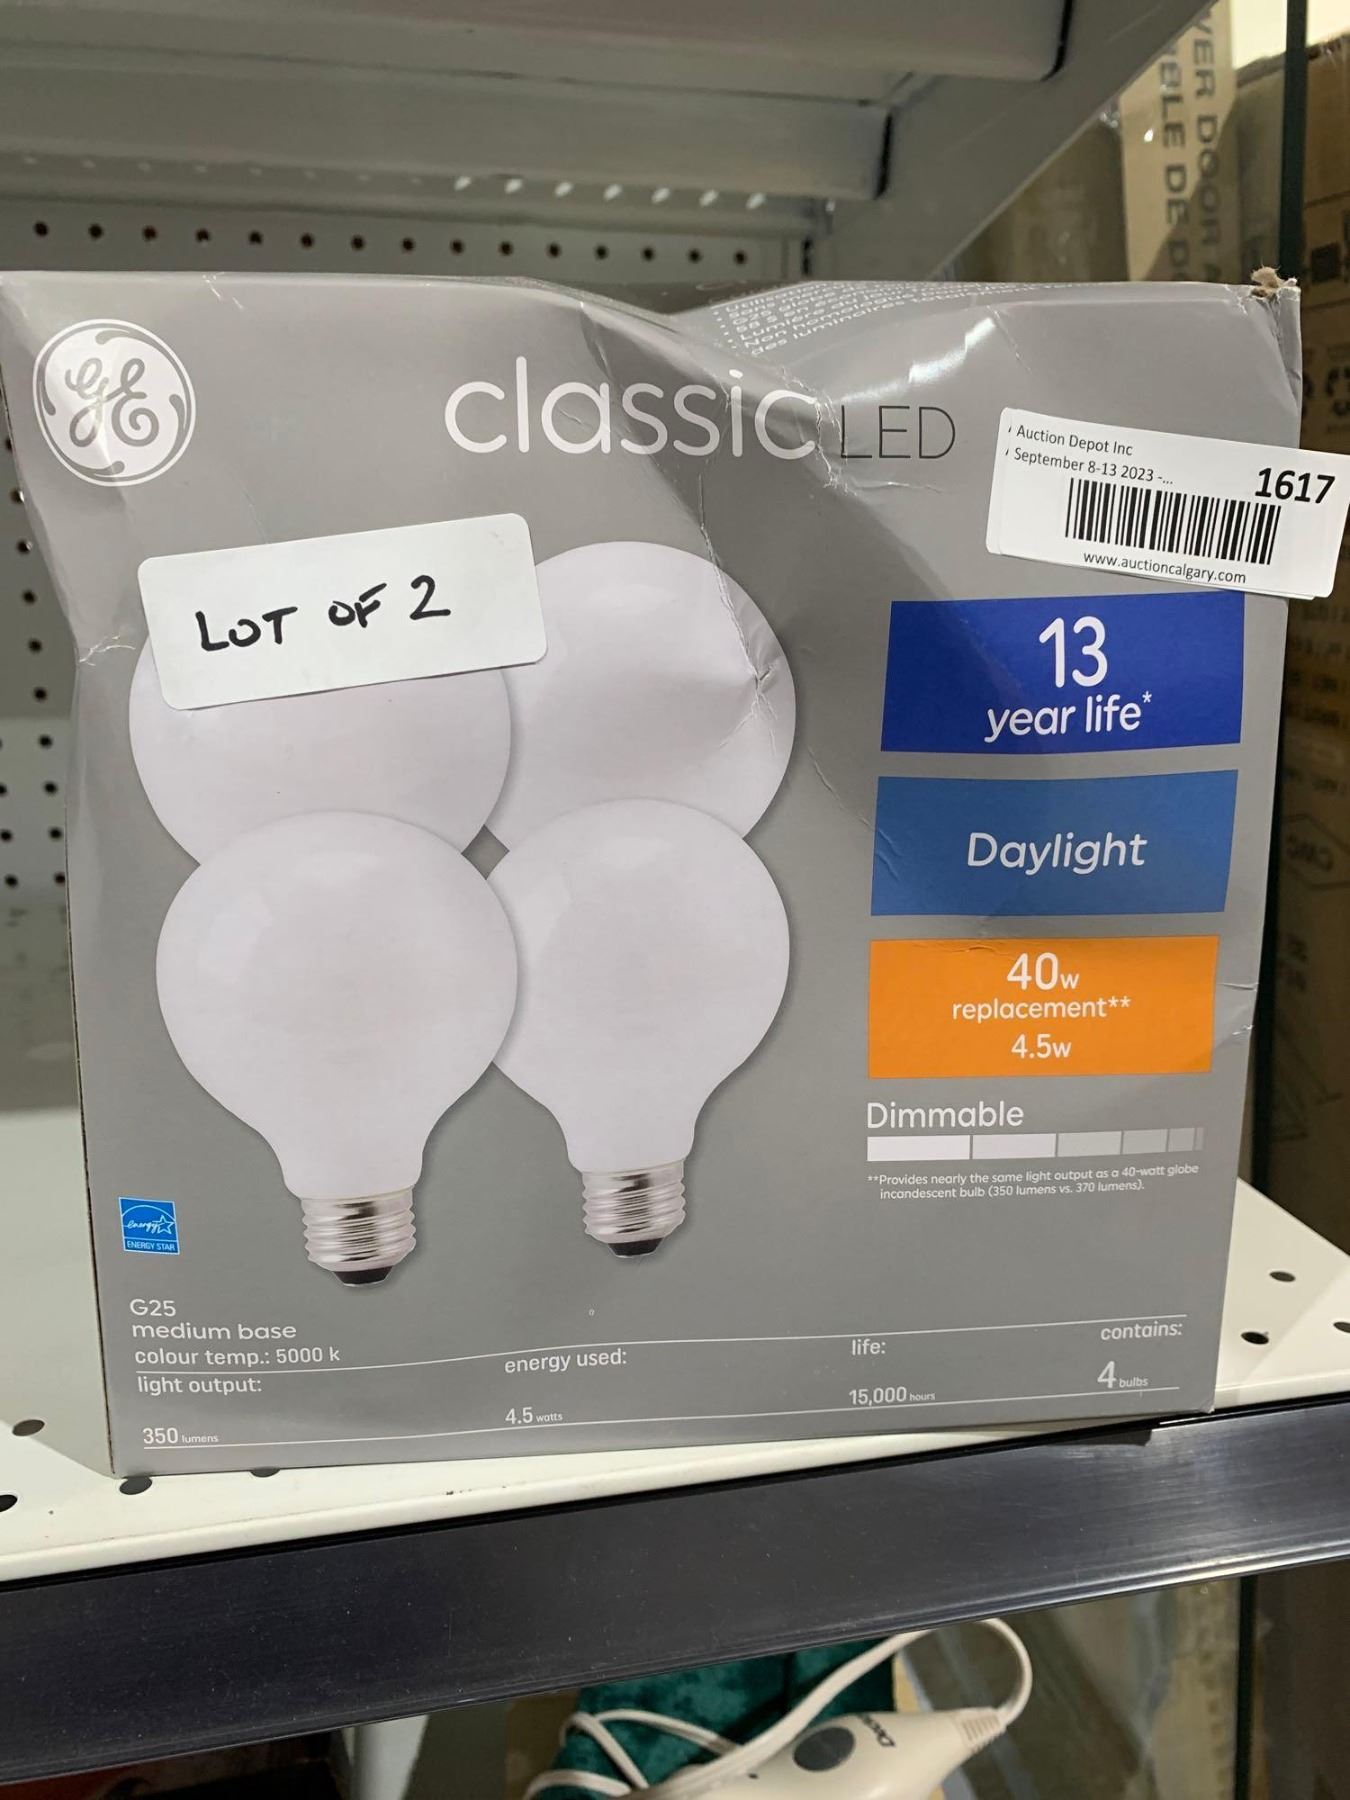 GE
classic LED
Auction Depot Inc
September 8-13 2023 -...
1617
www.auctioncalgary.com
LOT OF 2
13
year life*
Daylight
40w
replacement**
4.5w
Dimmable
**Provides nearly the same light output as a 40-watt globe
incandescent bulb (350 lumens vs. 370 lumens).
energy
ENERGY STAR
G25
medium base
colour temp.: 5000 k
light output:
350 lumens
energy used:
4.5 watts
life:
15,000 hours
contains:
4 bulbs